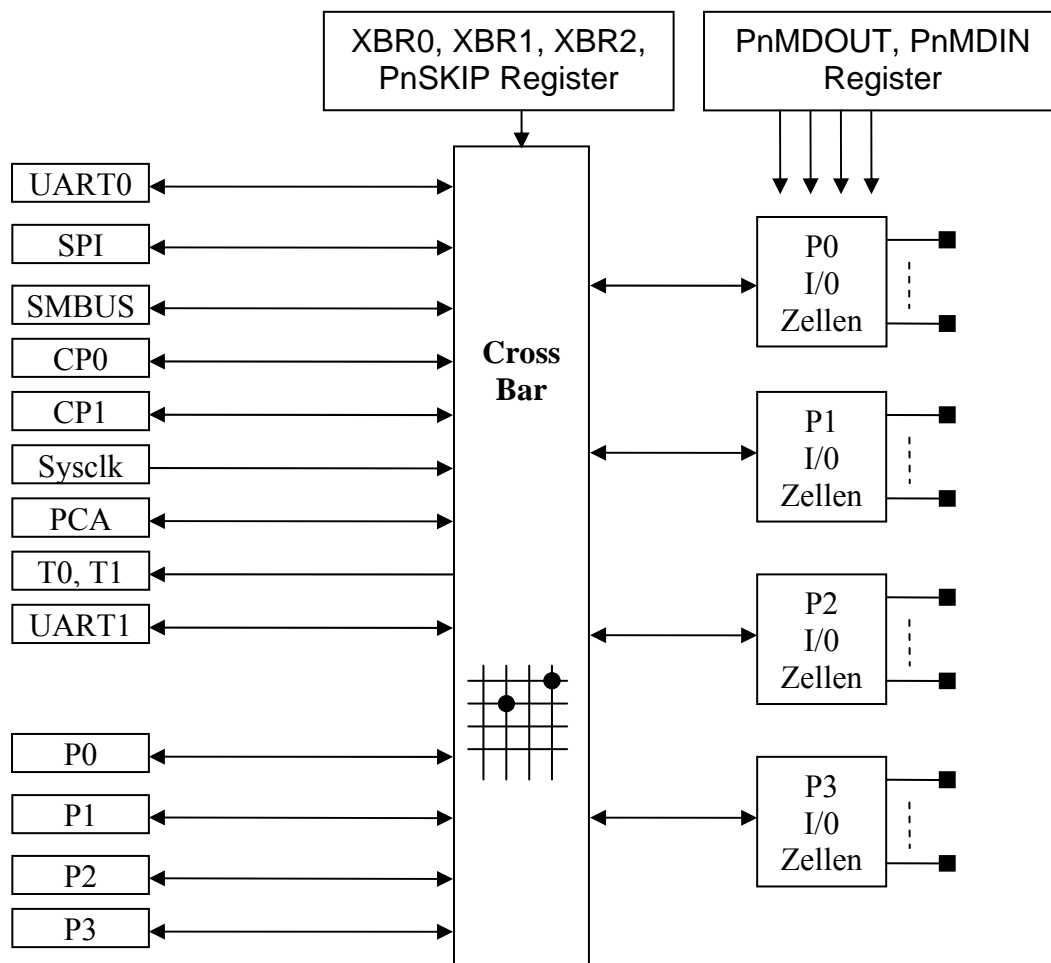 XBR0, XBR1, XBR2,
PnSKIP Register
PnMDOUT, PnMDIN
Register
UART0
SPI
SMBUS
CP0
CP1
Sysclk
PCA
T0, T1
UART1
P0
P1
P2
P3
Cross
Bar
P0
I/0
Zellen
P1
I/0
Zellen
P2
I/0
Zellen
P3
I/0
Zellen